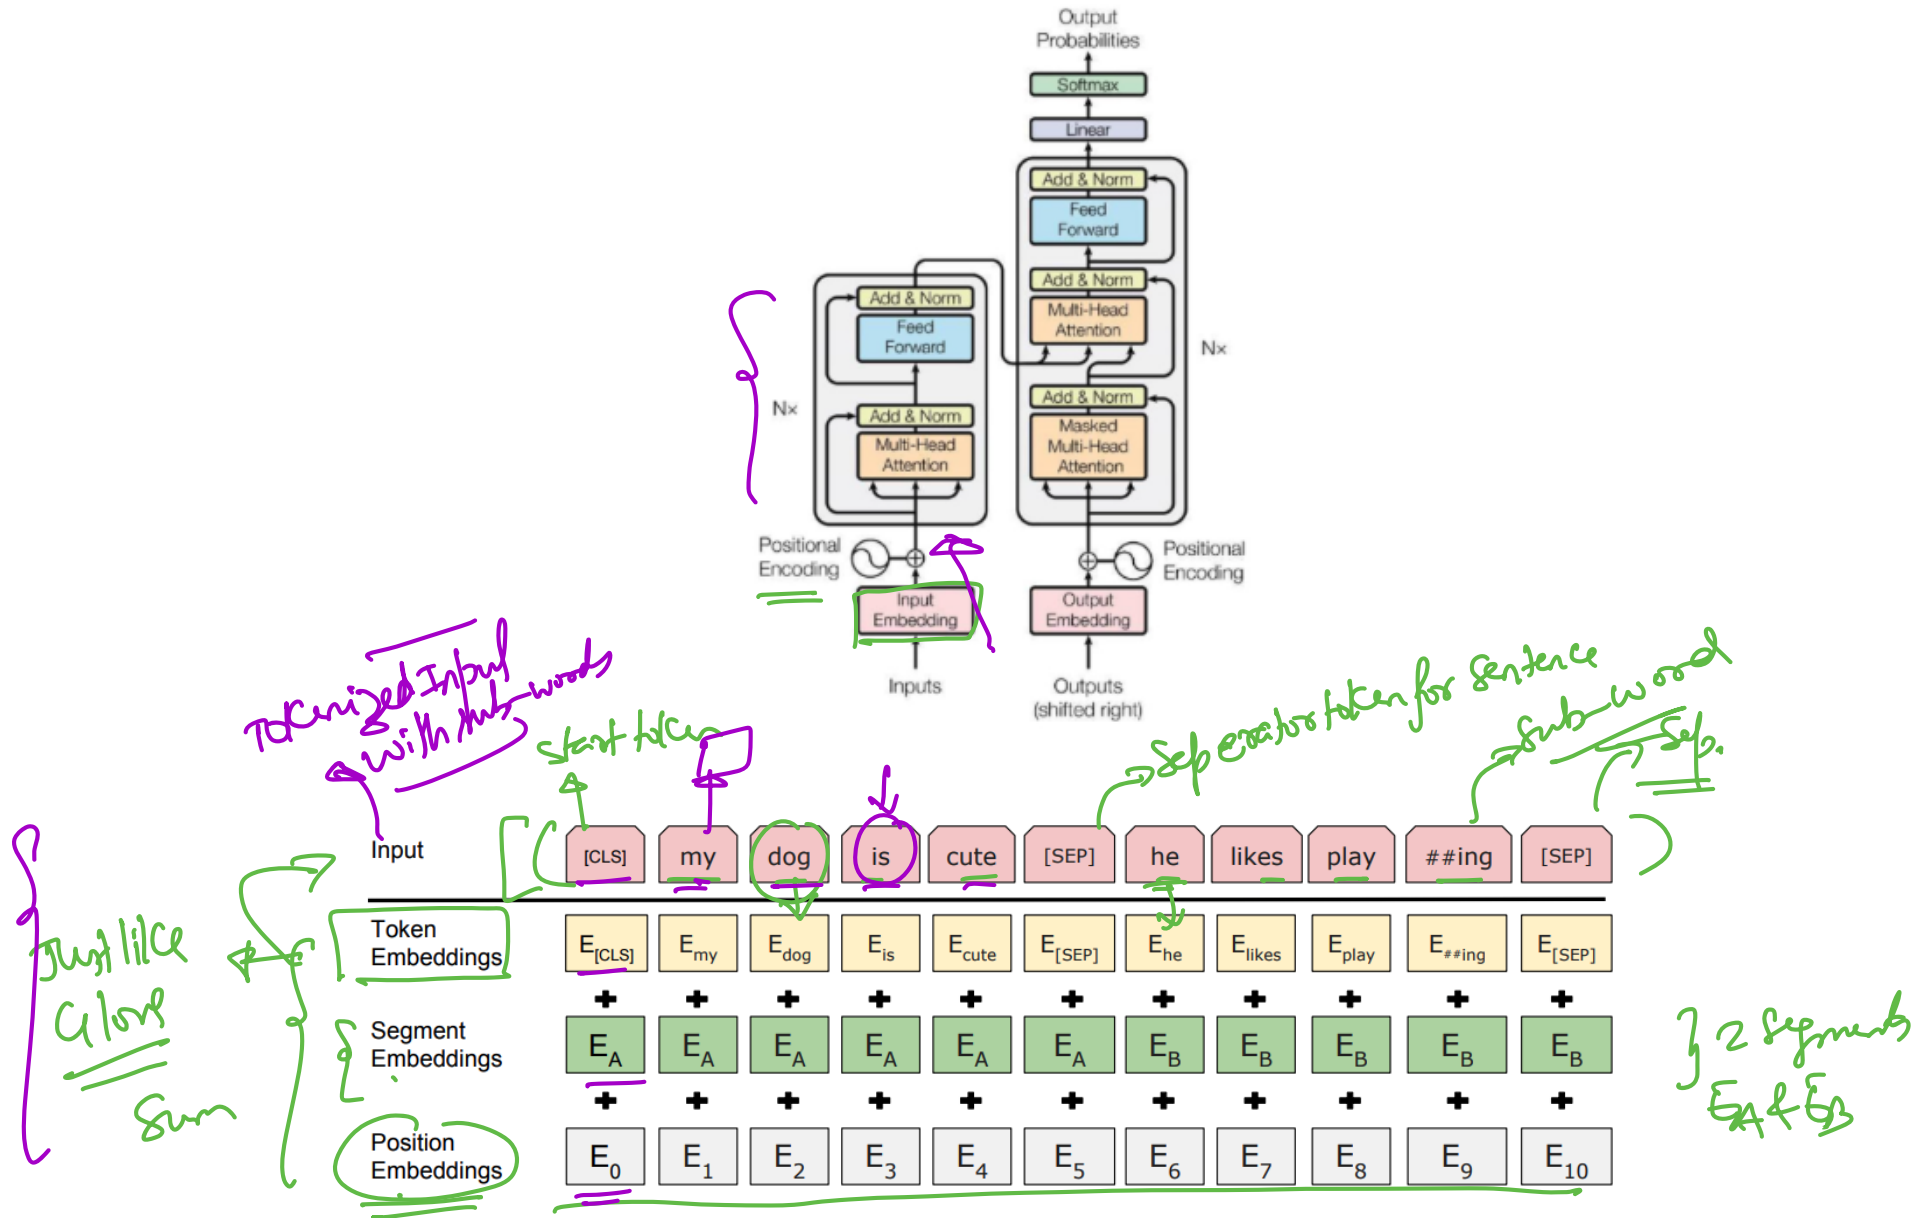 Output
Probabilities
Softmax
Linear
Add & Norm
Feed
Forward
Add & Norm
Multi-Head
Attention
Nx
Add & Norm
Masked
Multi-Head
Attention
Positional
Encoding
Output
Embedding
Outputs
(shifted right)
Add & Norm
Feed
Forward
Nx
Add & Norm
Multi-Head
Attention
Positional
Encoding
Input
Embedding
Inputs
Tokenized Input
with sub-word
start token
Seperator token for sentence
sub-word
Sep.
Input [CLS] my dog is cute [SEP] he likes play ##ing [SEP]
Token
Embeddings E[CLS] Emy Edog Eis Ecute E[SEP] Ehe Elikes Eplay E##ing E[SEP]
+ + + + + + + + + + +
Segment
Embeddings EA EA EA EA EA EA EB EB EB EB EB
+ + + + + + + + + + +
Position
Embeddings E0 E1 E2 E3 E4 E5 E6 E7 E8 E9 E10
Just like
Glove
Sum
2 Segments
EA & EB